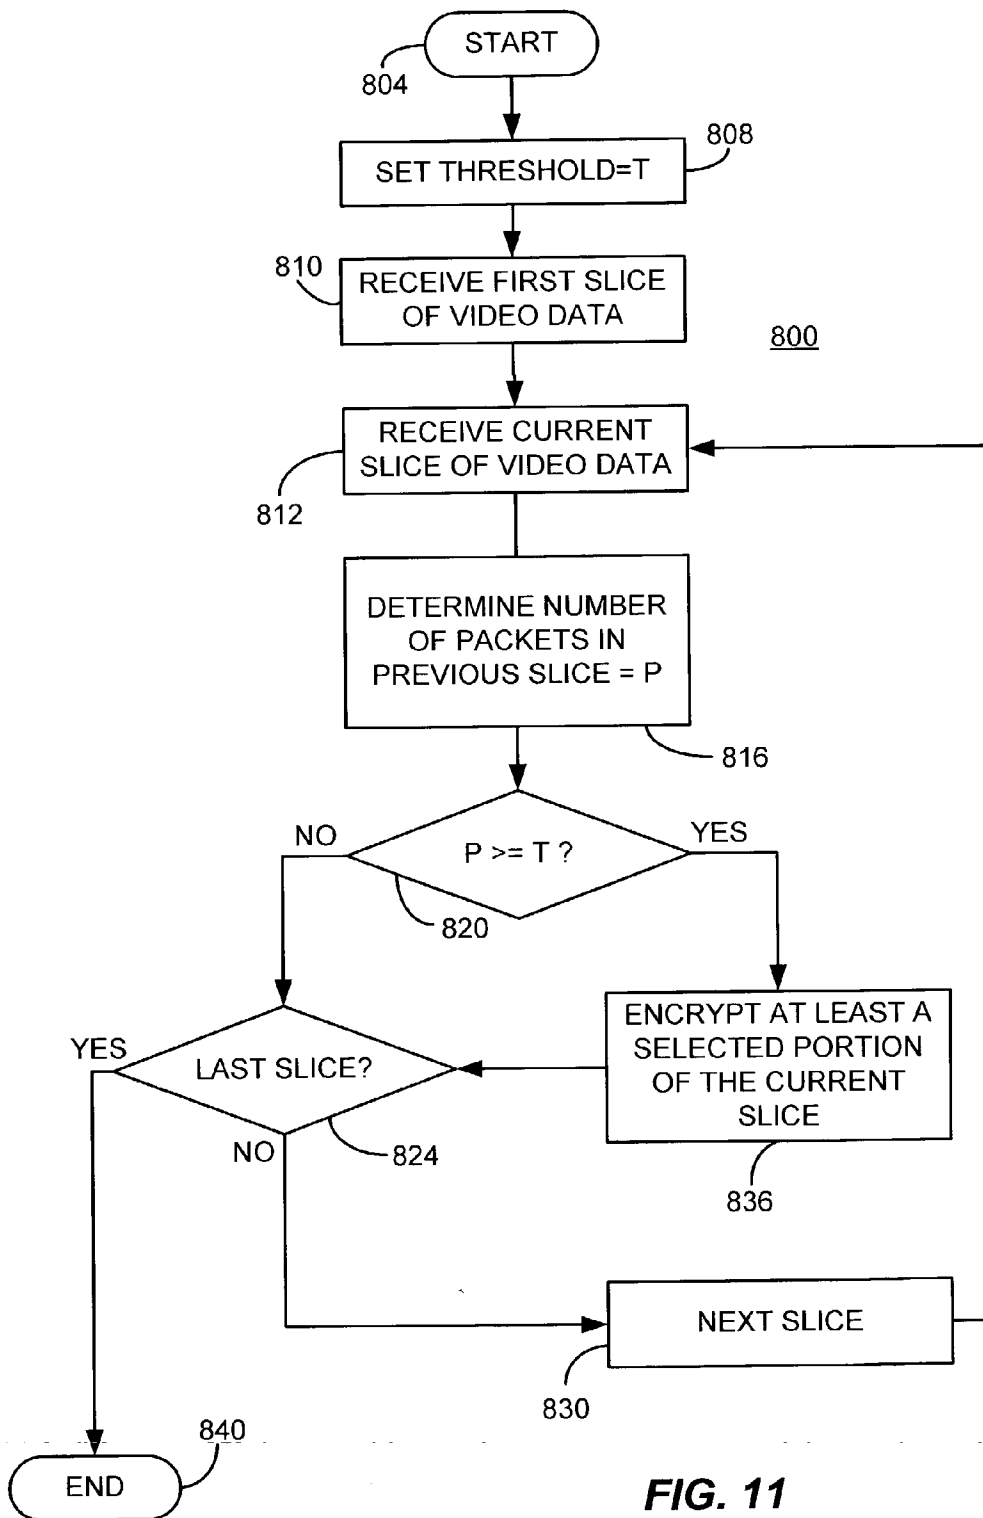 START
804
808
SET THRESHOLD=T
810
RECEIVE FIRST SLICE
OF VIDEO DATA
800
RECEIVE CURRENT
SLICE OF VIDEO DATA
812
DETERMINE NUMBER
OF PACKETS IN
PREVIOUS SLICE = P
816
NO
P >= T ?
YES
820
YES
LAST SLICE?
NO
824
ENCRYPT AT LEAST A
SELECTED PORTION
OF THE CURRENT
SLICE
836
NEXT SLICE
830
840
END
FIG. 11